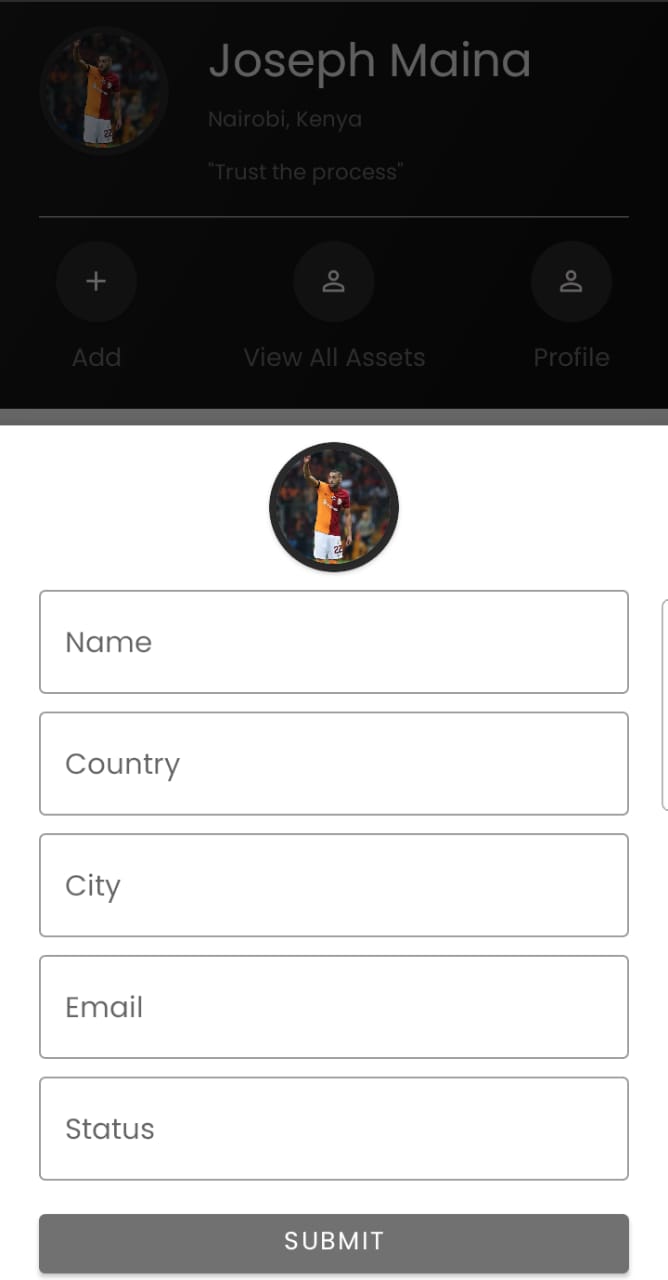 Joseph Maina
Nairobi, Kenya
"Trust the process"
Add
View All Assets
Profile
Name
Country
City
Email
Status
SUBMIT